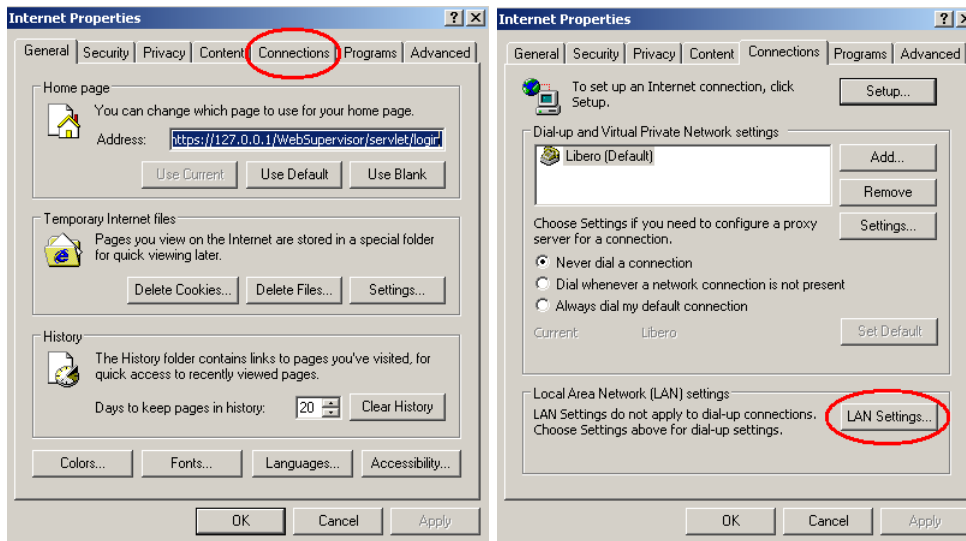 Internet Properties
General Security Privacy Content Connections Programs Advanced
Home page
You can change which page to use for your home page.
Address: https://127.0.0.1/WebSupervisor/servlet/login
Use Current Use Default Use Blank
Temporary Internet files
Pages you view on the Internet are stored in a special folder
for quick viewing later.
Delete Cookies... Delete Files... Settings...
History
The History folder contains links to pages you've visited, for
quick access to recently viewed pages.
Days to keep pages in history: 20 Clear History
Colors... Fonts... Languages... Accessibility...
OK Cancel Apply
Internet Properties
General Security Privacy Content Connections Programs Advanced
To set up an Internet connection, click
Setup.
Setup...
Dial-up and Virtual Private Network settings
Libero (Default)
Add...
Remove
Choose Settings if you need to configure a proxy
server for a connection.
Settings...
Never dial a connection
Dial whenever a network connection is not present
Always dial my default connection
Current Libero Set Default
Local Area Network (LAN) settings
LAN Settings do not apply to dial-up connections.
Choose Settings above for dial-up settings.
LAN Settings...
OK Cancel Apply